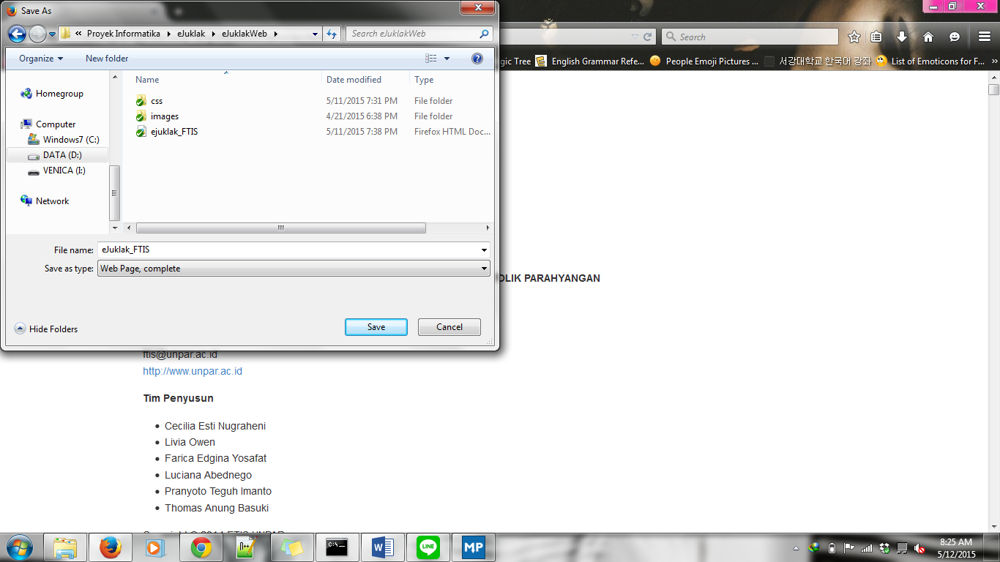 Save As
« Proyek Informatika eJuklak eJuklakWeb
Search eJuklakWeb
Search
Organize
New folder
gic Tree
English Grammar Refe...
People Emoji Pictures ...
서강대학교 한국어 강좌
List of Emoticons for F...
»
Name Date modified Type
Homegroup
Computer
Windows7 (C:)
DATA (D:)
VENICA (I:)
Network
css 5/11/2015 7:31 PM File folder
images 4/21/2015 6:38 PM File folder
ejuklak_FTIS 5/11/2015 7:38 PM Firefox HTML Doc...
File name: eJuklak_FTIS
Save as type: Web Page, complete
Hide Folders
Save
Cancel
OLIK PARAHYANGAN
ftis@unpar.ac.id
http://www.unpar.ac.id
Tim Penyusun
Cecilia Esti Nugraheni
Livia Owen
Farica Edgina Yosafat
Luciana Abednego
Pranyoto Teguh Imanto
Thomas Anung Basuki
LINE
MP
8:25 AM
5/12/2015